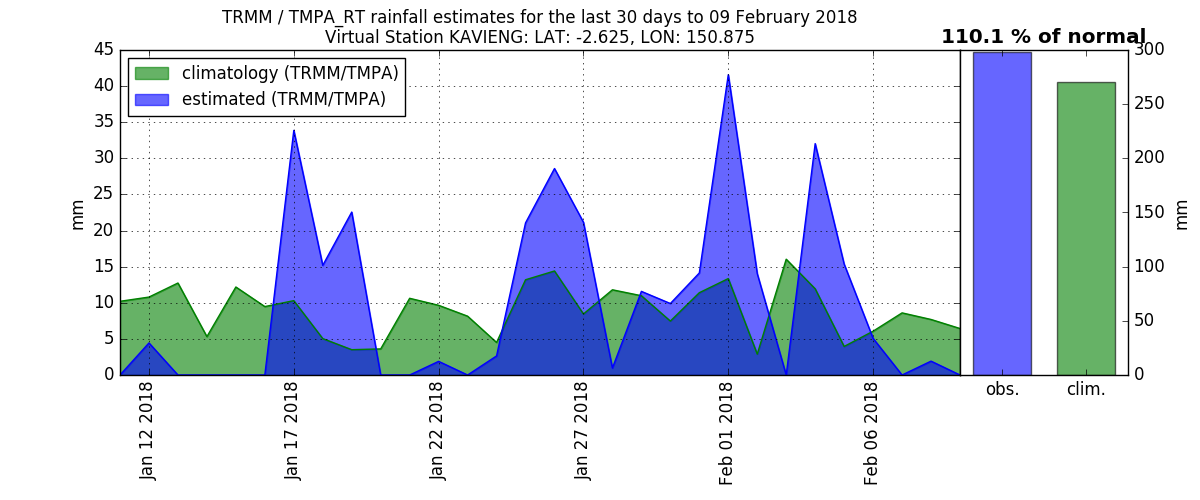 TRMM / TMPA_RT rainfall estimates for the last 30 days to 09 February 2018
Virtual Station KAVIENG: LAT: -2.625, LON: 150.875
110.1 % of normal
climatology (TRMM/TMPA)
estimated (TRMM/TMPA)
45
40
35
30
25
20
15
10
5
0
mm
Jan 12 2018
Jan 17 2018
Jan 22 2018
Jan 27 2018
Feb 01 2018
Feb 06 2018
300
250
200
150
100
50
0
mm
obs.
clim.